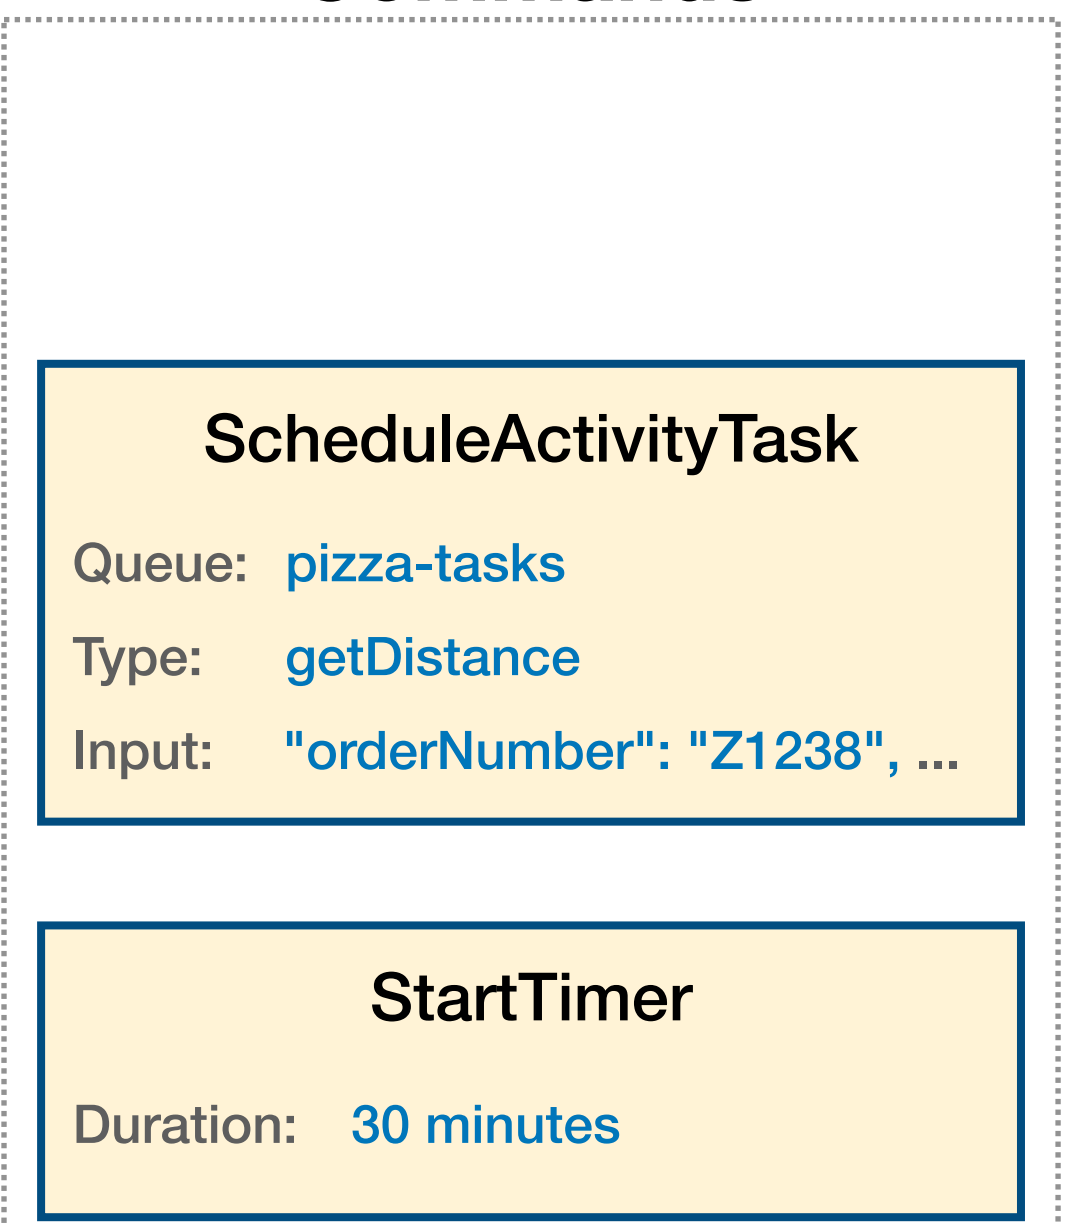 ScheduleActivityTask
Queue: pizza-tasks
Type: getDistance
Input: "orderNumber": "Z1238", ...
StartTimer
Duration: 30 minutes